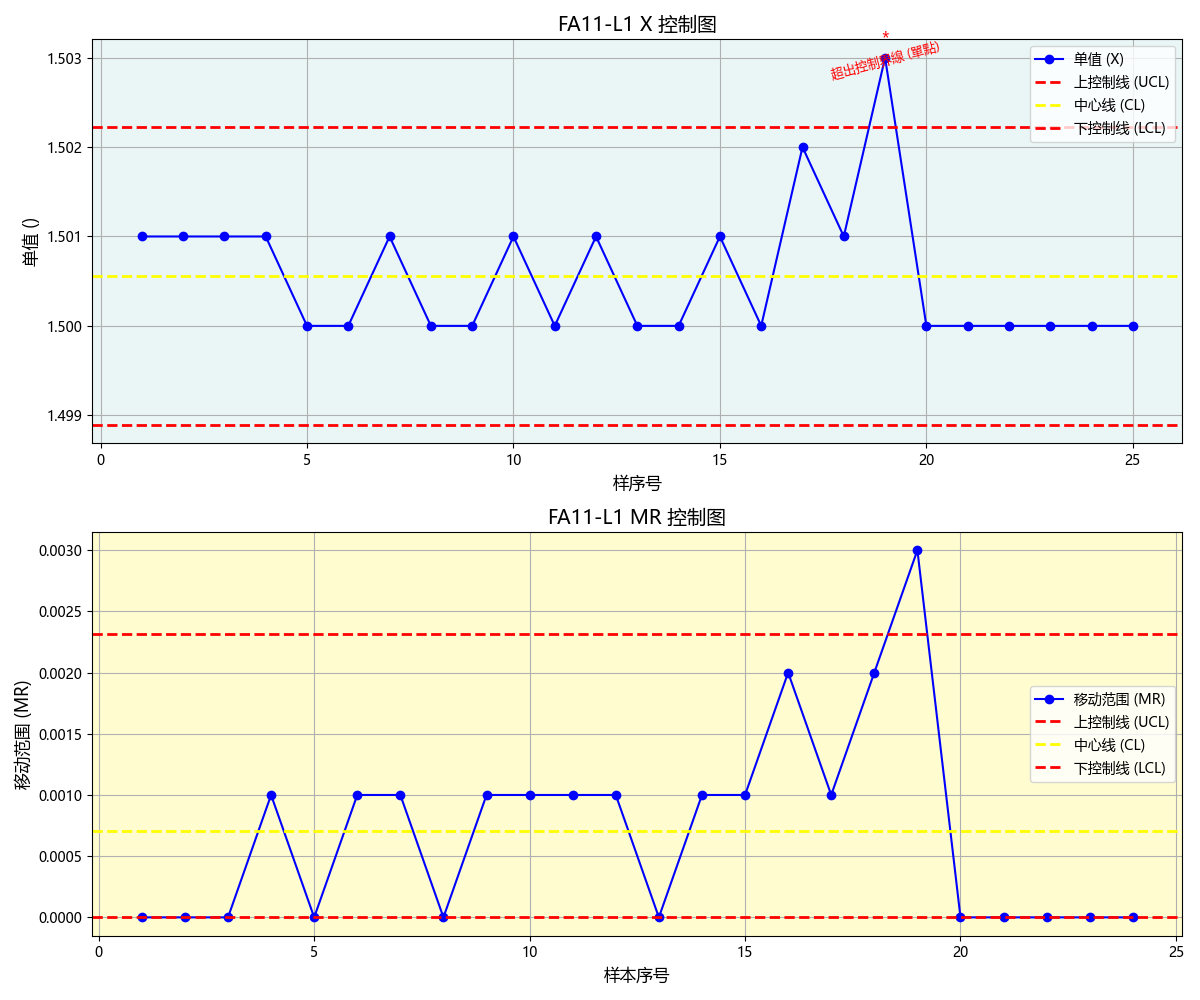 FA11-L1 X 控制图
*
超出控制界線 (單點)
单值 (X)
上控制线 (UCL)
中心线 (CL)
下控制线 (LCL)
单值 ()
1.503
1.502
1.501
1.500
1.499
0 5 10 15 20 25
样序号
FA11-L1 MR 控制图
移动范围 (MR)
0.0030
0.0025
0.0020
0.0015
0.0010
0.0005
0.0000
移动范围 (MR)
上控制线 (UCL)
中心线 (CL)
下控制线 (LCL)
0 5 10 15 20 25
样本序号